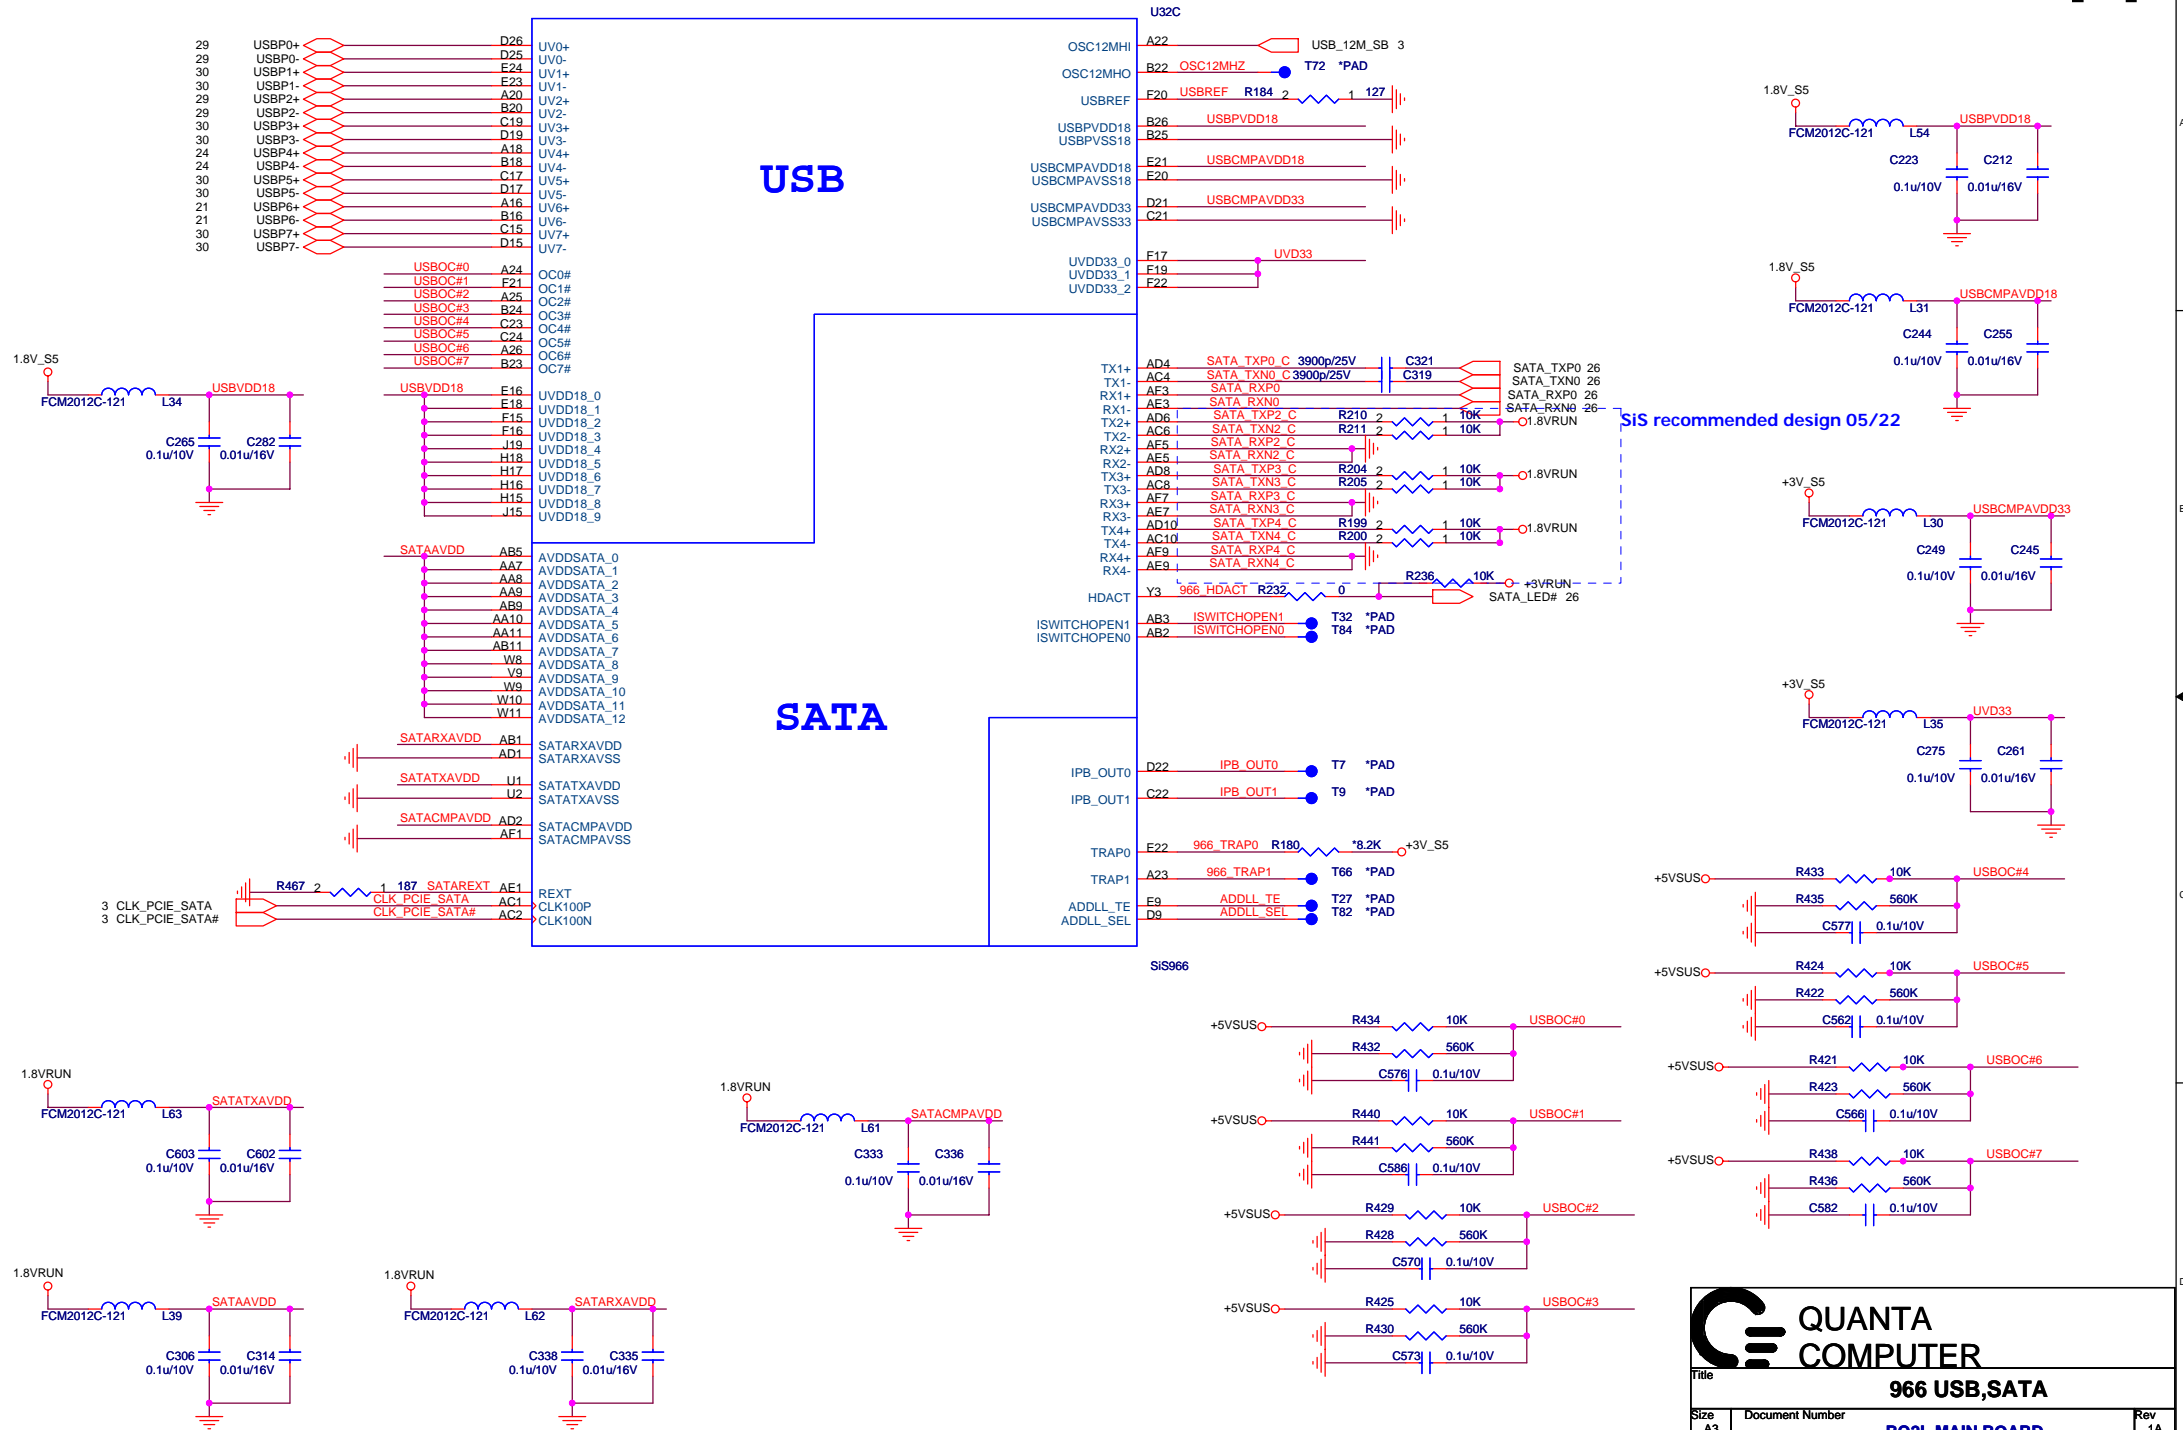 U32C
29 USBP0+ D26 UV0+
29 USBP0- D25 UV0-
30 USBP1+ E24 UV1+
30 USBP1- E23 UV1-
29 USBP2+ A20 UV2+
29 USBP2- B20 UV2-
30 USBP3+ C19 UV3+
30 USBP3- D19 UV3-
24 USBP4+ A18 UV4+
24 USBP4- B18 UV4-
30 USBP5+ C17 UV5+
30 USBP5- D17 UV5-
21 USBP6+ A16 UV6+
21 USBP6- B16 UV6-
30 USBP7+ C15 UV7+
30 USBP7- D15 UV7-
USBOC#0 A24 OC0#
USBOC#1 F21 OC1#
USBOC#2 A25 OC2#
USBOC#3 B24 OC3#
USBOC#4 C23 OC4#
USBOC#5 C24 OC5#
USBOC#6 A26 OC6#
USBOC#7 B23 OC7#
USBVDD18 E16 UVDD18_0
E18 UVDD18_1
F15 UVDD18_2
F16 UVDD18_3
J19 UVDD18_4
H18 UVDD18_5
H17 UVDD18_6
H16 UVDD18_7
H15 UVDD18_8
J15 UVDD18_9
SATAAVDD AB5 AVDDSATA_0
AA7 AVDDSATA_1
AA8 AVDDSATA_2
AA9 AVDDSATA_3
AB9 AVDDSATA_4
AA10 AVDDSATA_5
AA11 AVDDSATA_6
AB11 AVDDSATA_7
W8 AVDDSATA_8
V9 AVDDSATA_9
W9 AVDDSATA_10
W10 AVDDSATA_11
W11 AVDDSATA_12
SATARXAVDD AB1 SATARXAVDD
AD1 SATARXAVSS
SATATXAVDD U1 SATATXAVDD
U2 SATATXAVSS
SATACMPAVDD AD2 SATACMPAVDD
AF1 SATACMPAVSS
R467 2 1 187 SATAREXT AE1 REXT
3 CLK_PCIE_SATA CLK_PCIE_SATA AC1 CLK100P
3 CLK_PCIE_SATA# CLK_PCIE_SATA# AC2 CLK100N
USB
SATA
OSC12MHI A22 USB_12M_SB 3
OSC12MHO B22 OSC12MHZ T72 *PAD
USBREF F20 USBREF R184 2 1 127
USBPVDD18 B26 USBPVDD18
USBPVSS18 B25
USBCMPAVDD18 E21 USBCMPAVDD18
USBCMPAVSS18 E20
USBCMPAVDD33 D21 USBCMPAVDD33
USBCMPAVSS33 C21
UVDD33_0 F17 UVD33
UVDD33_1 F19
UVDD33_2 F22
TX1+ AD4 SATA_TXP0_C 3900p/25V C321 SATA_TXP0 26
TX1- AC4 SATA_TXN0_C 3900p/25V C319 SATA_TXN0 26
RX1+ AF3 SATA_RXP0 SATA_RXP0 26
RX1- AE3 SATA_RXN0 SATA_RXN0 26
TX2+ AD6 SATA_TXP2_C R210 2 1 10K 1.8VRUN
TX2- AC6 SATA_TXN2_C R211 2 1 10K
RX2+ AF5 SATA_RXP2_C
RX2- AE5 SATA_RXN2_C
TX3+ AD8 SATA_TXP3_C R204 2 1 10K 1.8VRUN
TX3- AC8 SATA_TXN3_C R205 2 1 10K
RX3+ AF7 SATA_RXP3_C
RX3- AE7 SATA_RXN3_C
TX4+ AD10 SATA_TXP4_C R199 2 1 10K 1.8VRUN
TX4- AC10 SATA_TXN4_C R200 2 1 10K
RX4+ AF9 SATA_RXP4_C
RX4- AE9 SATA_RXN4_C
SiS recommended design 05/22
R236 10K +3VRUN
HDACT Y3 966_HDACT R232 0 SATA_LED# 26
ISWITCHOPEN1 AB3 ISWITCHOPEN1 T32 *PAD
ISWITCHOPEN0 AB2 ISWITCHOPEN0 T84 *PAD
IPB_OUT0 D22 IPB_OUT0 T7 *PAD
IPB_OUT1 C22 IPB_OUT1 T9 *PAD
TRAP0 E22 966_TRAP0 R180 *8.2K +3V_S5
TRAP1 A23 966_TRAP1 T66 *PAD
ADDLL_TE E9 ADDLL_TE T27 *PAD
ADDLL_SEL D9 ADDLL_SEL T82 *PAD
SiS966
1.8V_S5
FCM2012C-121 L34 USBVDD18
C265 C282
0.1u/10V 0.01u/16V
1.8V_S5
FCM2012C-121 L54 USBPVDD18
C223 C212
0.1u/10V 0.01u/16V
1.8V_S5
FCM2012C-121 L31 USBCMPAVDD18
C244 C255
0.1u/10V 0.01u/16V
+3V_S5
FCM2012C-121 L30 USBCMPAVDD33
C249 C245
0.1u/10V 0.01u/16V
+3V_S5
FCM2012C-121 L35 UVD33
C275 C261
0.1u/10V 0.01u/16V
1.8VRUN
FCM2012C-121 L63 SATATXAVDD
C603 C602
0.1u/10V 0.01u/16V
1.8VRUN
FCM2012C-121 L61 SATACMPAVDD
C333 C336
0.1u/10V 0.01u/16V
1.8VRUN
FCM2012C-121 L39 SATAAVDD
C306 C314
0.1u/10V 0.01u/16V
1.8VRUN
FCM2012C-121 L62 SATARXAVDD
C338 C335
0.1u/10V 0.01u/16V
+5VSUS R434 10K USBOC#0
R432 560K
C576 0.1u/10V
+5VSUS R440 10K USBOC#1
R441 560K
C586 0.1u/10V
+5VSUS R429 10K USBOC#2
R428 560K
C570 0.1u/10V
+5VSUS R425 10K USBOC#3
R430 560K
C573 0.1u/10V
+5VSUS R433 10K USBOC#4
R435 560K
C577 0.1u/10V
+5VSUS R424 10K USBOC#5
R422 560K
C562 0.1u/10V
+5VSUS R421 10K USBOC#6
R423 560K
C566 0.1u/10V
+5VSUS R438 10K USBOC#7
R436 560K
C582 0.1u/10V
QUANTA
COMPUTER
Title
966 USB,SATA
Size Document Number Rev
A3 MAIN BOARD 1A